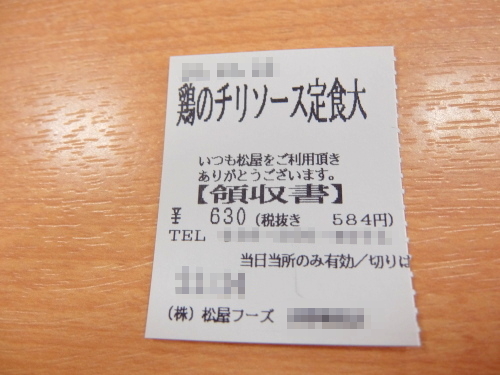 鶏のチリソース定食大
いつも松屋をご利用頂き
ありがとうございます。
【領収書】
¥ 630 (税抜き 584円)
TEL
当日当所のみ有効／切りは
(株) 松屋フーズ